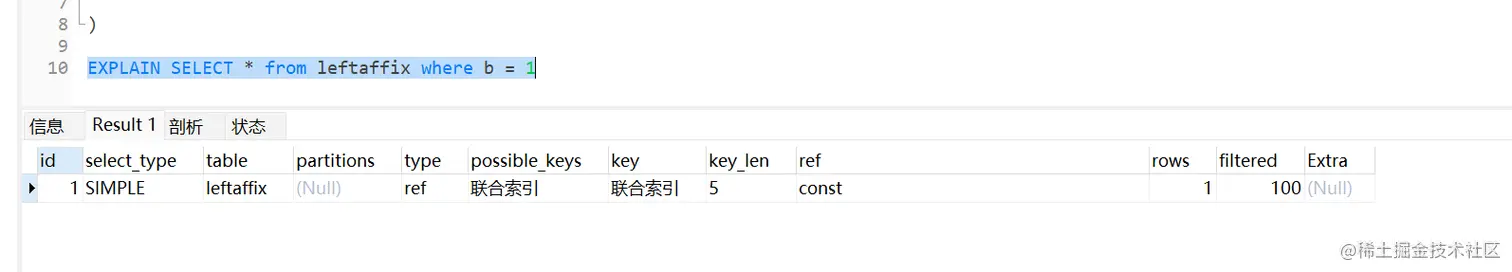 7
8 )
9
10 EXPLAIN SELECT * from leftaffix where b = 1
信息 Result 1 剖析 状态
id select_type table partitions type possible_keys key key_len ref rows filtered Extra
1 SIMPLE leftaffix (Null) ref 联合索引 联合索引 5 const 1 100 (Null)
@稀土掘金技术社区